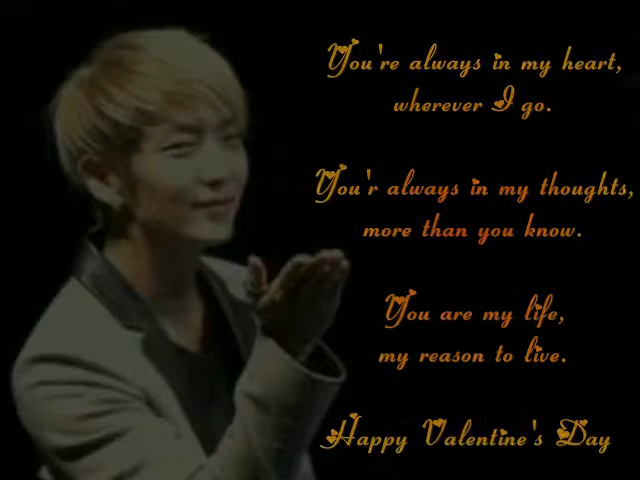 You're always in my heart,
wherever I go.
You'r always in my thoughts,
more than you know.
You are my life,
my reason to live.
Happy Valentine's Day